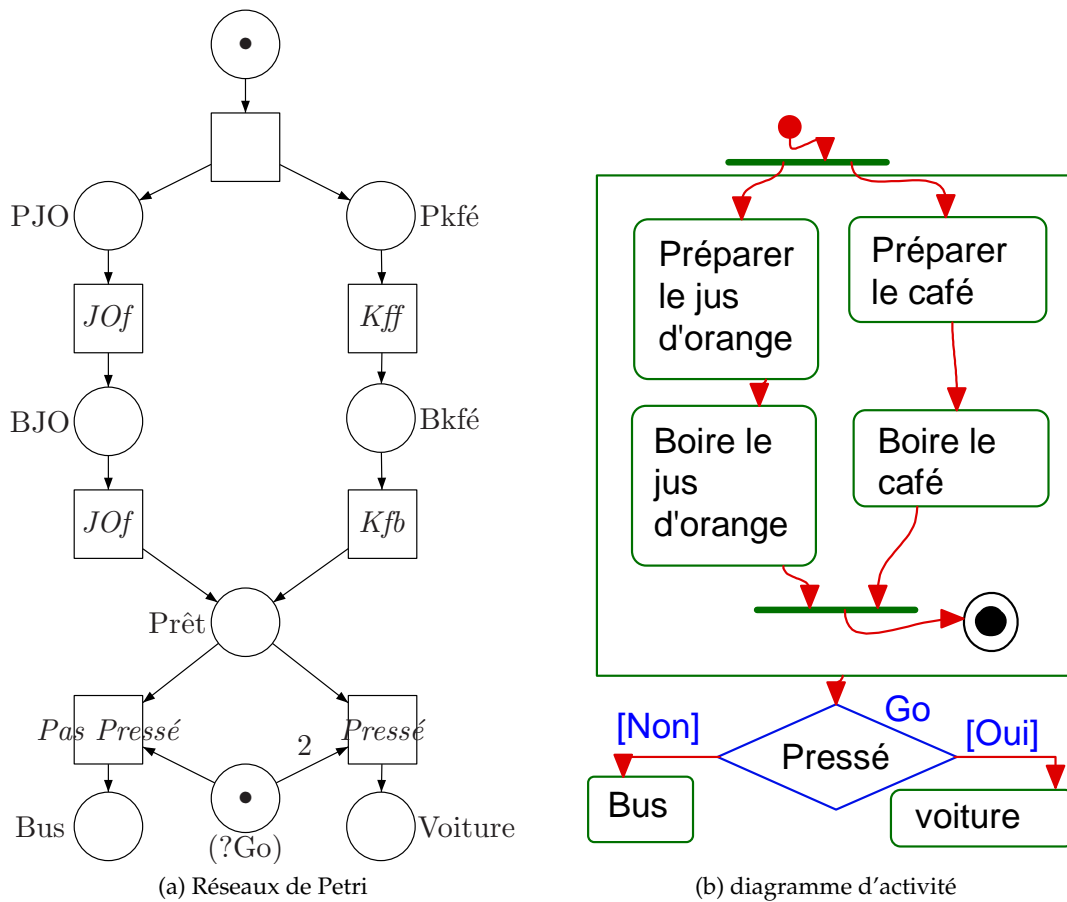 PJO
Pkfé
JOf
Kff
BJO
Bkfé
JOf
Kfb
Prêt
Pas Pressé
2
Pressé
Bus
(?Go)
Voiture
(a) Réseaux de Petri
Préparer
le jus
d'orange
Préparer
le café
Boire le
jus
d'orange
Boire le
café
Go
[Non]
[Oui]
Pressé
Bus
voiture
(b) diagramme d'activité